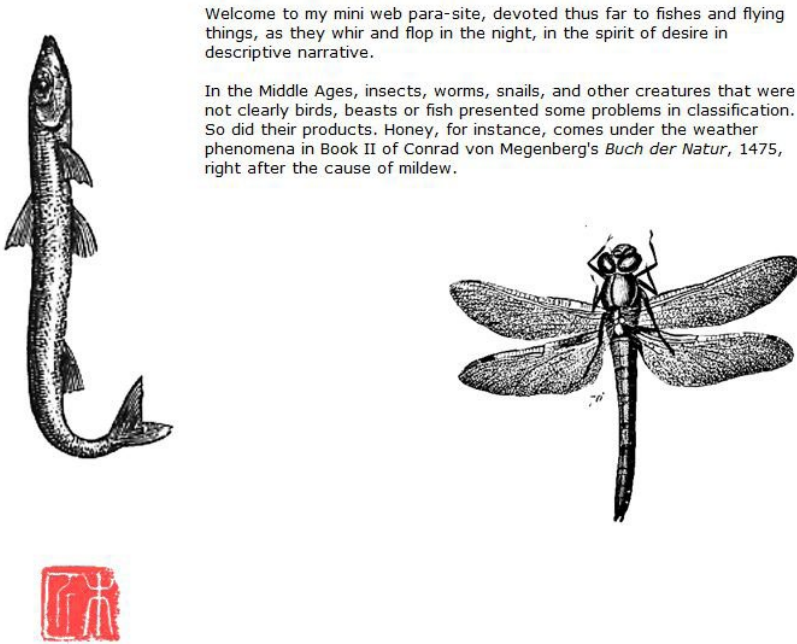 Welcome to my mini web para-site, devoted thus far to fishes and flying
things, as they whir and flop in the night, in the spirit of desire in
descriptive narrative.
In the Middle Ages, insects, worms, snails, and other creatures that were
not clearly birds, beasts or fish presented some problems in classification.
So did their products. Honey, for instance, comes under the weather
phenomena in Book II of Conrad von Megenberg's Buch der Natur, 1475,
right after the cause of mildew.